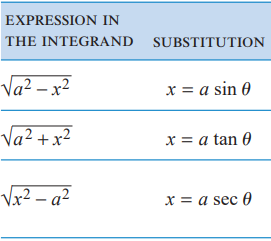 EXPRESSION IN
THE INTEGRAND SUBSTITUTION
√a² – x² x = a sin θ
√a² + x² x = a tan θ
√x² – a² x = a sec θ